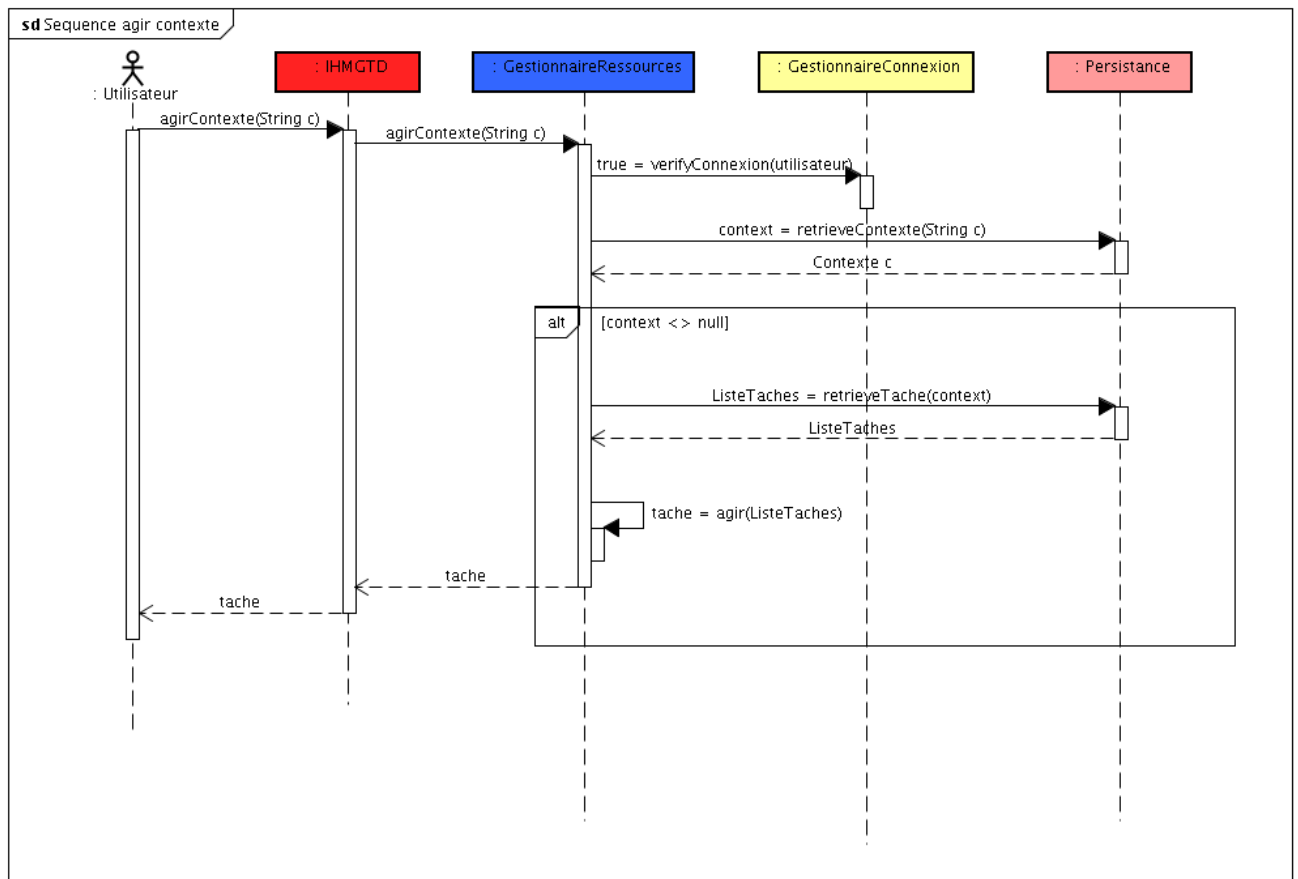 sd Sequence agir contexte
: Utilisateur
: IHMGTD
: GestionnaireRessources
: GestionnaireConnexion
: Persistance
agirContexte(String c)
agirContexte(String c)
true = verifyConnexion(utilisateur)
context = retrieveContexte(String c)
Contexte c
alt
[context <> null]
ListeTaches = retrieveTache(context)
ListeTaches
tache = agir(ListeTaches)
tache
tache